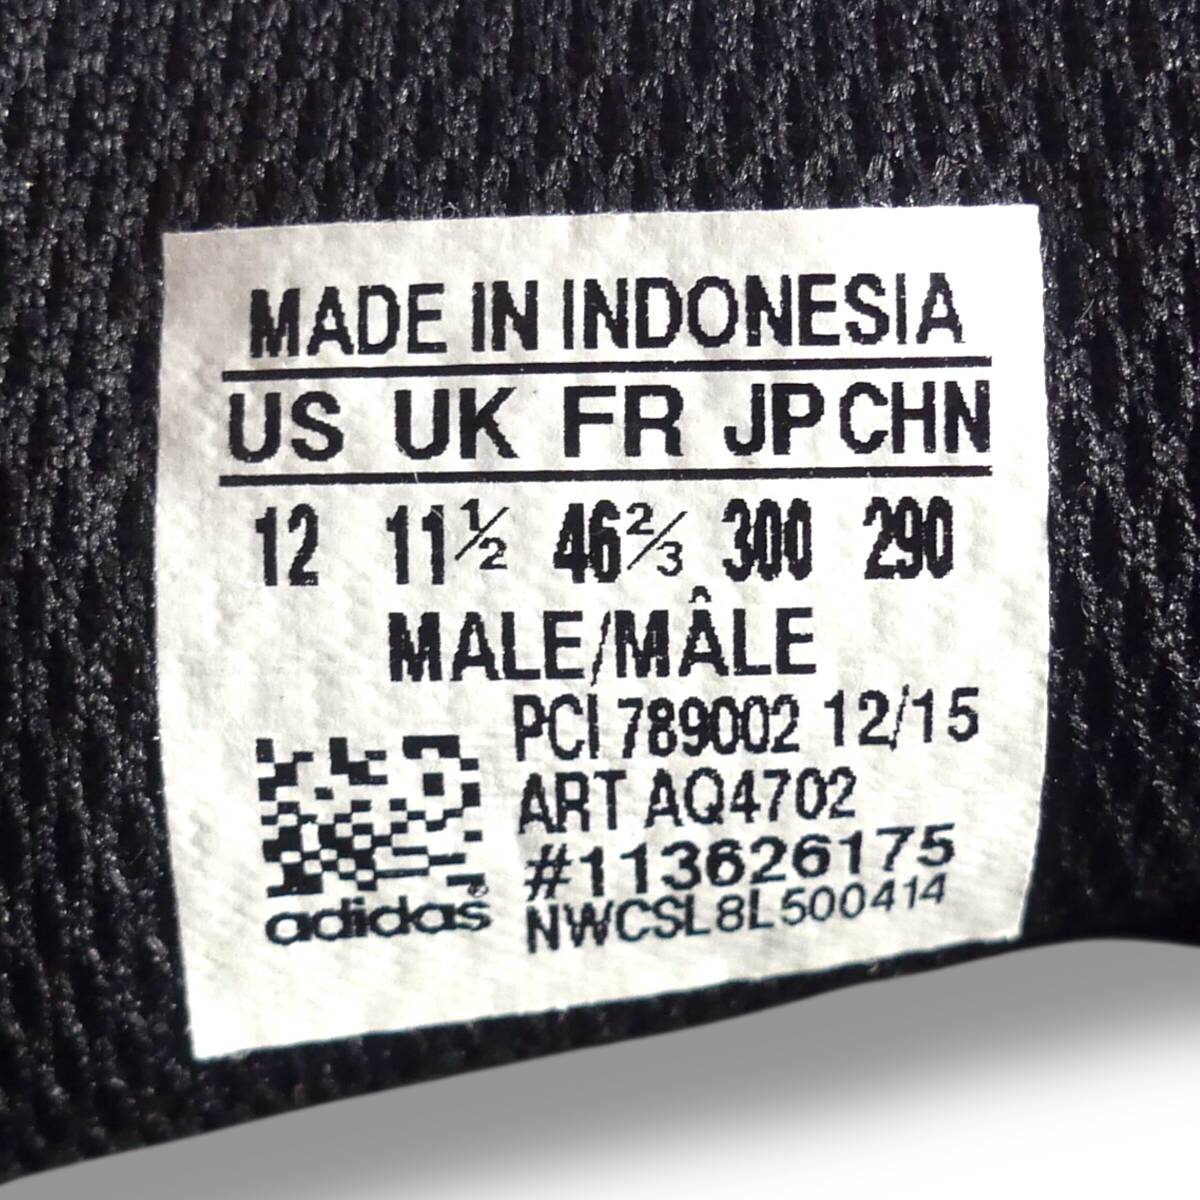 MADE IN INDONESIA
US UK FR JP CHN
12 11½ 46⅔ 300 290
MALE/MÂLE
PCI 789002 12/15
ART AQ4702
#113626175
NWCSL8L500414
adidas®